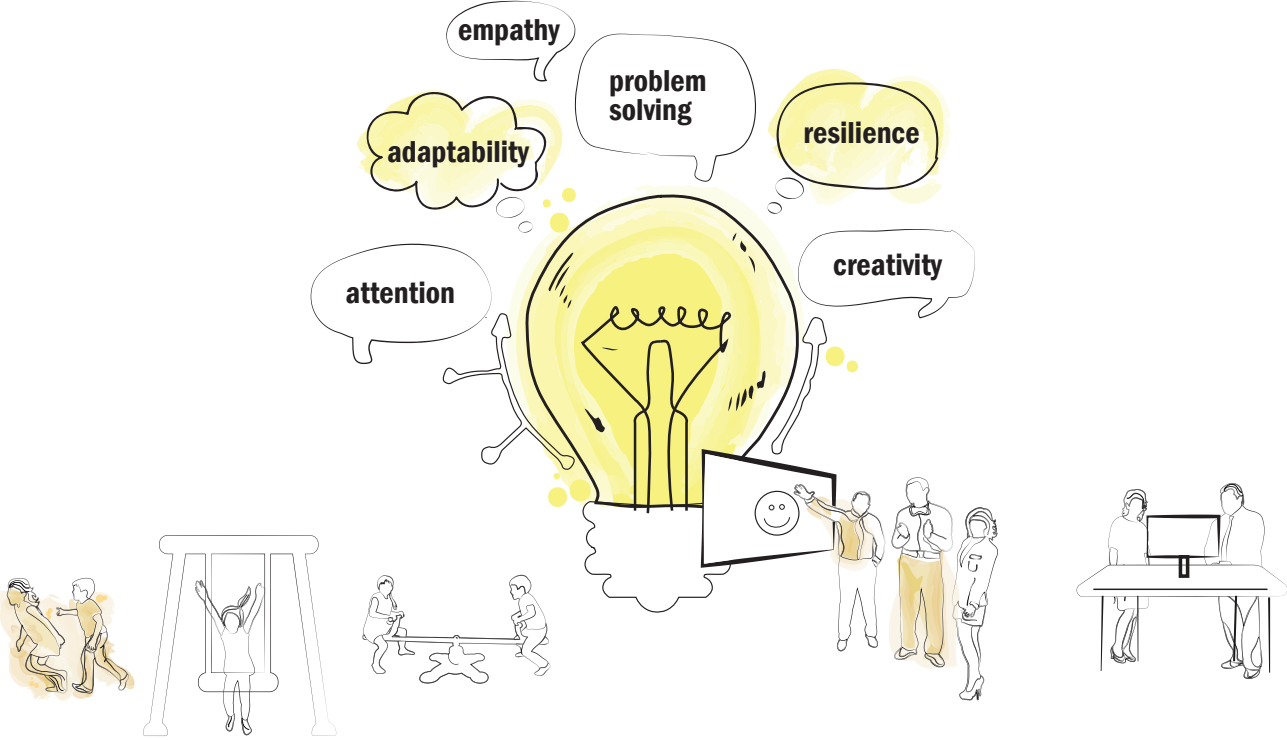 empathy
problem
solving
adaptability
resilience
attention
creativity